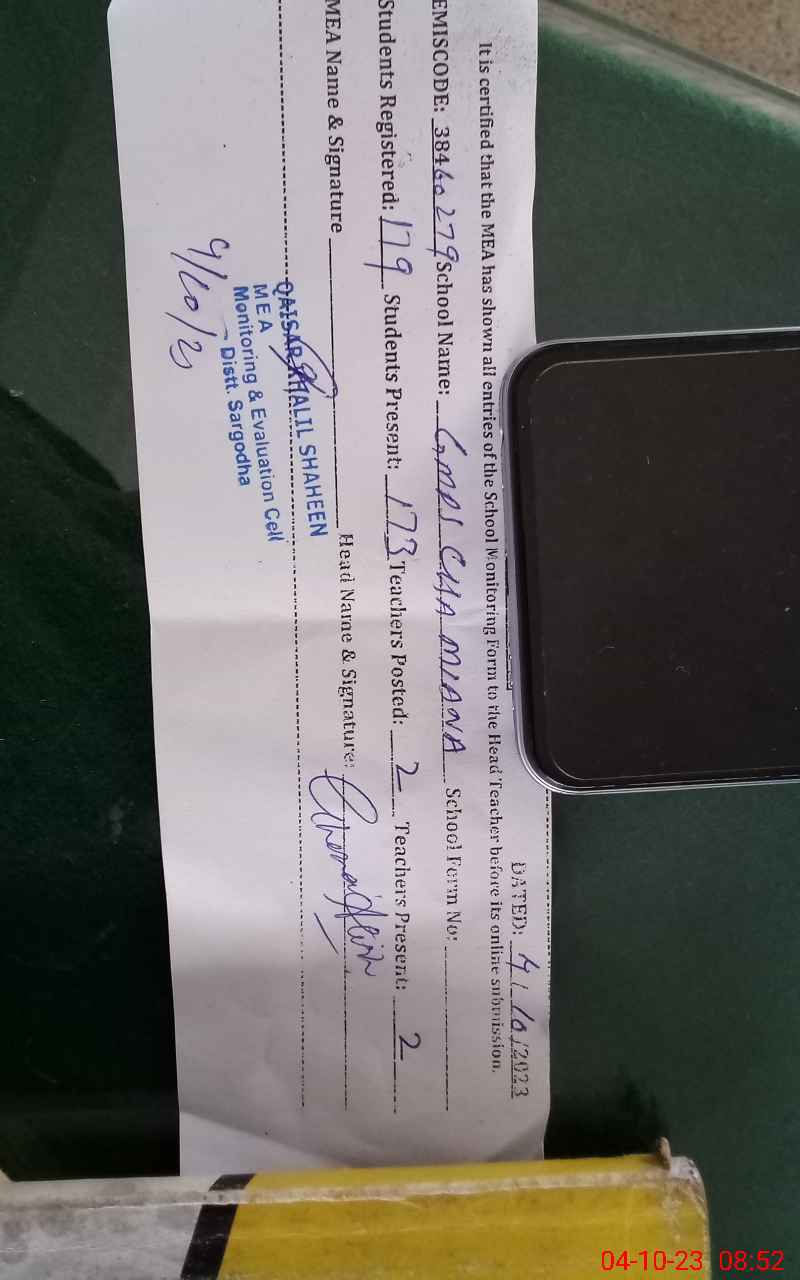 DATED: 4/10/2023
It is certified that the MEA has shown all entries of the School Monitoring Form to the Head Teacher before its online submission.
EMISCODE: 38460279 School Name: GMPS CHA MIANA School Form No:
Students Registered: 179 Students Present: 173 Teachers Posted: 2 Teachers Present: 2
MEA Name & Signature Head Name & Signature:
QAISAR KHALIL SHAHEEN
MEA
Monitoring & Evaluation Cell
Distt. Sargodha
4/10/23
04-10-23 08:52